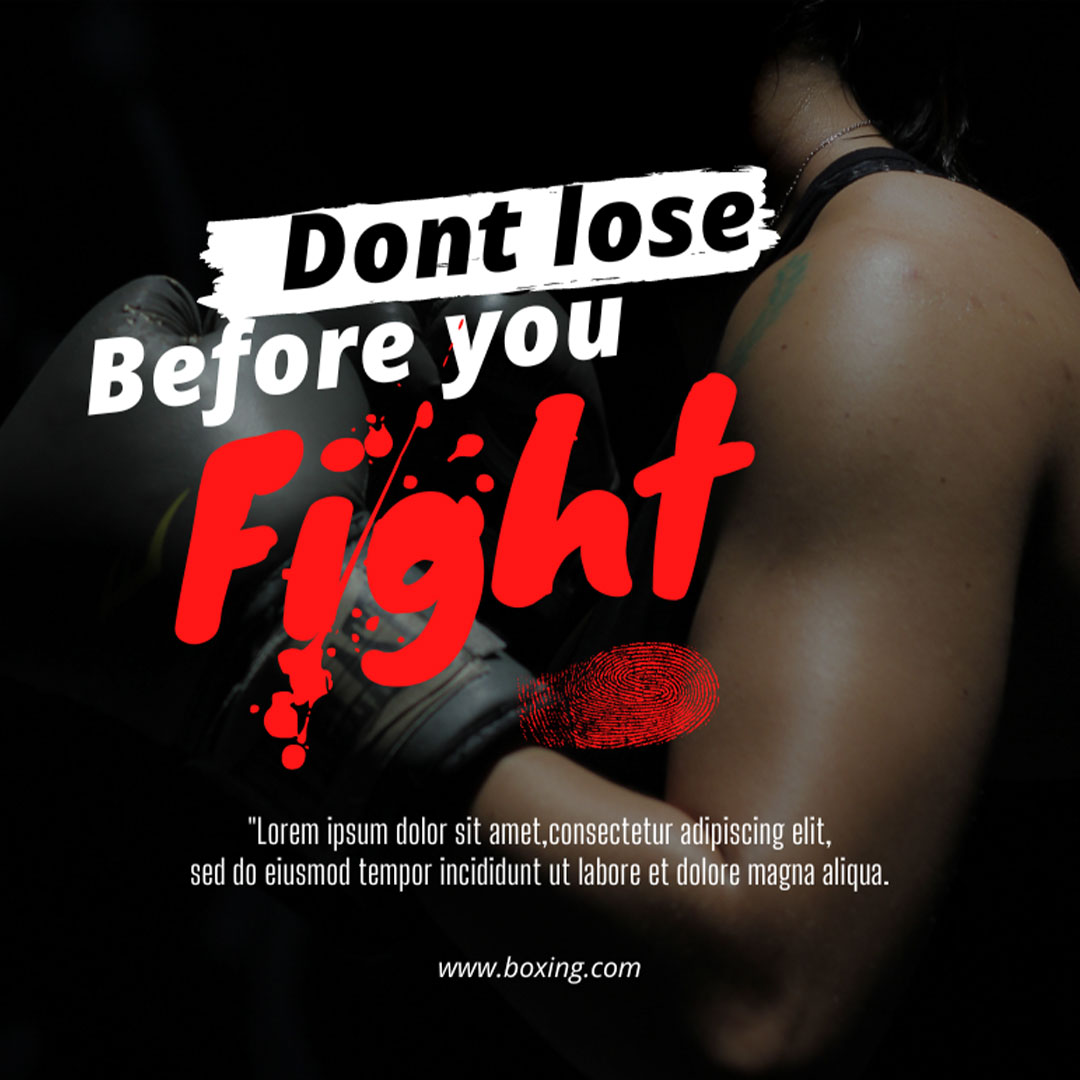 Dont lose
Before you
Fight
"Lorem ipsum dolor sit amet,consectetur adipiscing elit,
sed do eiusmod tempor incididunt ut labore et dolore magna aliqua.
www.boxing.com